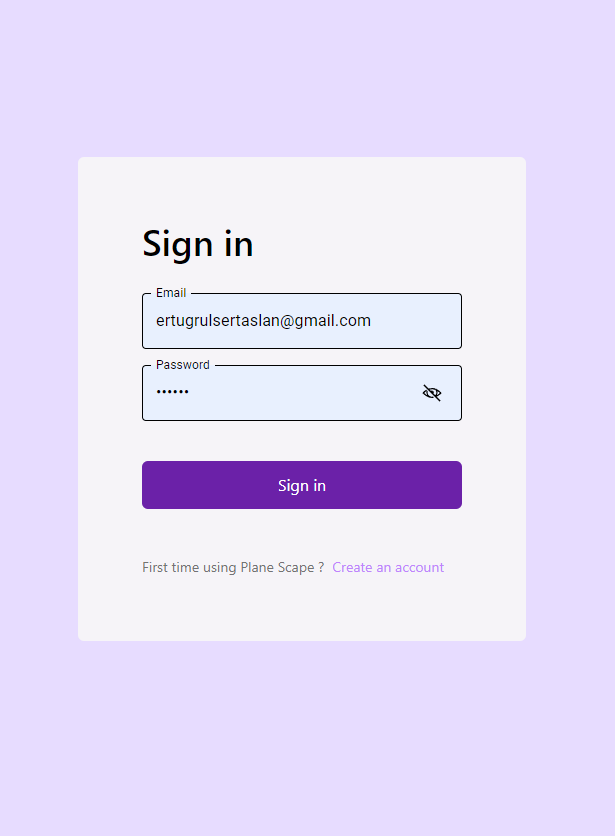 Sign in
Email
ertugrulsertaslan@gmail.com
Password
••••••
Sign in
First time using Plane Scape ? Create an account